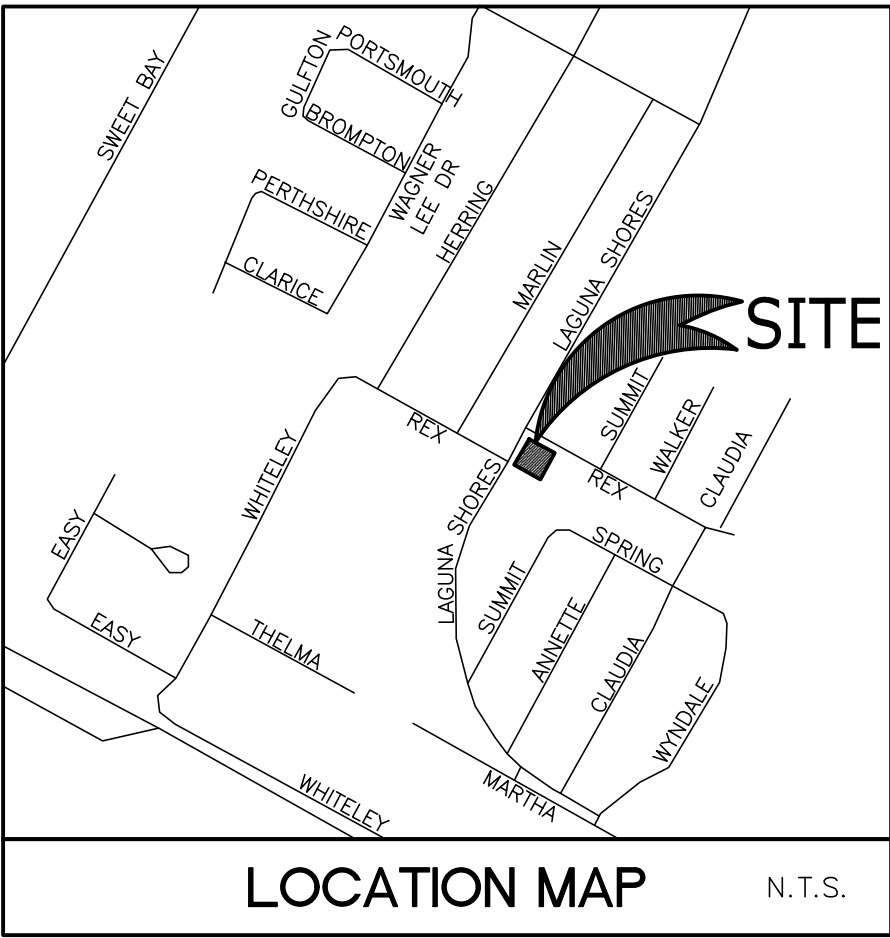 SWEET BAY
GULFTON
PORTSMOUTH
BROMPTON
WAGNER
LEE DR
PERTHSHIRE
CLARICE
HERRING
MARLIN
LAGUNA SHORES
SITE
SUMMIT
WALKER
CLAUDIA
REX
REX
WHITELEY
LAGUNA SHORES
EASY
EASY
THELMA
SPRING
SUMMIT
ANNETTE
CLAUDIA
WYNDALE
MARTHA
WHITELEY
LOCATION MAP
N.T.S.